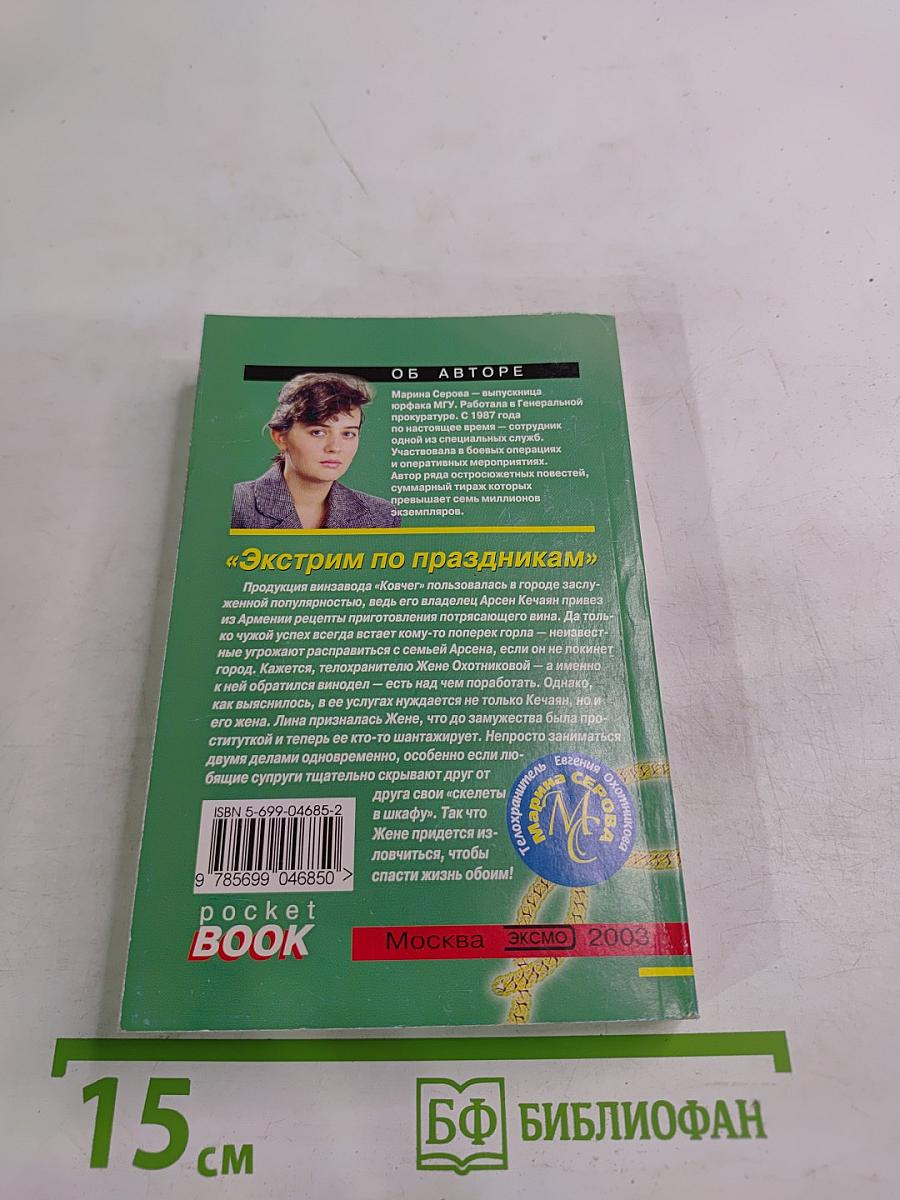 ОБ АВТОРЕ
Марина Серова — выпускница
юрфака МГУ. Работала в Генеральной
прокуратуре. С 1987 года
по настоящее время — сотрудник
одной из специальных служб.
Участвовала в боевых операциях
и оперативных мероприятиях.
Автор ряда остросюжетных повестей,
суммарный тираж которых
превышает семь миллионов
экземпляров.
«Экстрим по праздникам»
Продукция винзавода «Ковчег» пользовалась в городе заслу-
женной популярностью, ведь его владелец Арсен Кечаян привез
из Армении рецепты приготовления потрясающего вина. Да толь-
ко чужой успех всегда встает кому-то поперек горла — неизвест-
ные угрожают расправиться с семьей Арсена, если он не покинет
город. Кажется, телохранителю Жене Охотниковой — а именно
к ней обратился винодел — есть над чем поработать. Однако,
как выяснилось, в ее услугах нуждается не только Кечаян, но и
его жена. Лина призналась Жене, что до замужества была про-
ституткой и теперь ее кто-то шантажирует. Непросто заниматься
двумя делами одновременно, особенно если лю-
бящие супруги тщательно скрывают друг от
друга свои «скелеты
в шкафу». Так что
Жене придется из-
ловчиться, чтобы
спасти жизнь обоим!
Телохранитель Евгения Охотникова
Марина СЕРОВА
МС
ISBN 5-699-04685-2
9 785699 046850 >
pocket
BOOK
Москва ЭКСМО 2003
15 см
БФ БИБЛИОФАН